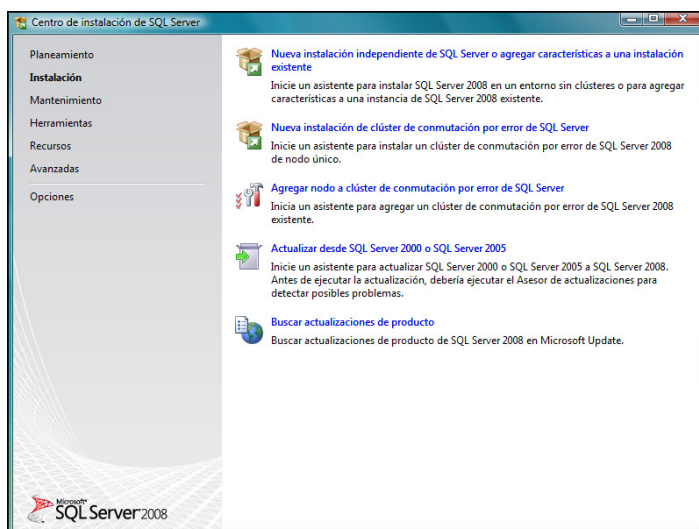 Centro de instalación de SQL Server
Planeamiento
Instalación
Mantenimiento
Herramientas
Recursos
Avanzadas
Opciones
Nueva instalación independiente de SQL Server o agregar características a una instalación
existente
Inicie un asistente para instalar SQL Server 2008 en un entorno sin clústeres o para agregar
características a una instancia de SQL Server 2008 existente.
Nueva instalación de clúster de conmutación por error de SQL Server
Inicie un asistente para instalar un clúster de conmutación por error de SQL Server 2008
de nodo único.
Agregar nodo a clúster de conmutación por error de SQL Server
Inicia un asistente para agregar un clúster de conmutación por error de SQL Server 2008
existente.
Actualizar desde SQL Server 2000 o SQL Server 2005
Inicie un asistente para actualizar SQL Server 2000 o SQL Server 2005 a SQL Server 2008.
Antes de ejecutar la actualización, debería ejecutar el Asesor de actualizaciones para
detectar posibles problemas.
Buscar actualizaciones de producto
Buscar actualizaciones de producto de SQL Server 2008 en Microsoft Update.
Microsoft
SQL Server 2008